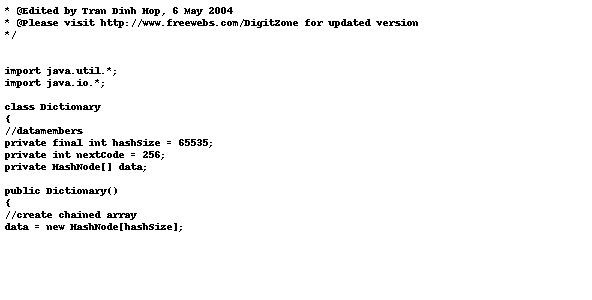 * @Edited by Tran Dinh Hop, 6 May 2004
* @Please visit http://www.freewebs.com/DigitZone for updated version
*/
import java.util.*;
import java.io.*;
class Dictionary
{
//datamembers
private final int hashSize = 65535;
private int nextCode = 256;
private HashNode[] data;
public Dictionary()
{
//create chained array
data = new HashNode[hashSize];